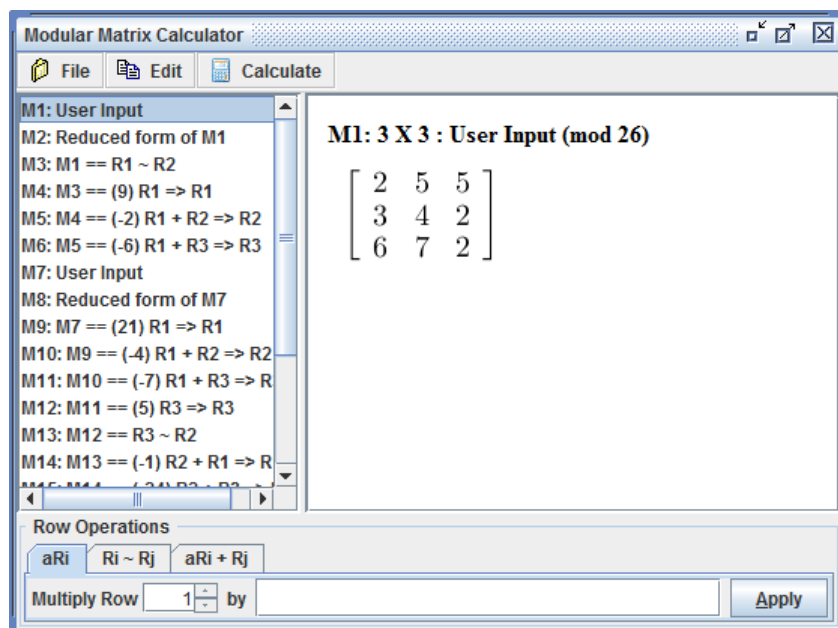 Modular Matrix Calculator
File Edit Calculate
M1: User Input
M2: Reduced form of M1
M3: M1 == R1 ~ R2
M4: M3 == (9) R1 => R1
M5: M4 == (-2) R1 + R2 => R2
M6: M5 == (-6) R1 + R3 => R3
M7: User Input
M8: Reduced form of M7
M9: M7 == (21) R1 => R1
M10: M9 == (-4) R1 + R2 => R2
M11: M10 == (-7) R1 + R3 => R
M12: M11 == (5) R3 => R3
M13: M12 == R3 ~ R2
M14: M13 == (-1) R2 + R1 => R
M1: 3 X 3 : User Input (mod 26)
2 5 5
3 4 2
6 7 2
Row Operations
aRi Ri ~ Rj aRi + Rj
Multiply Row 1 by Apply